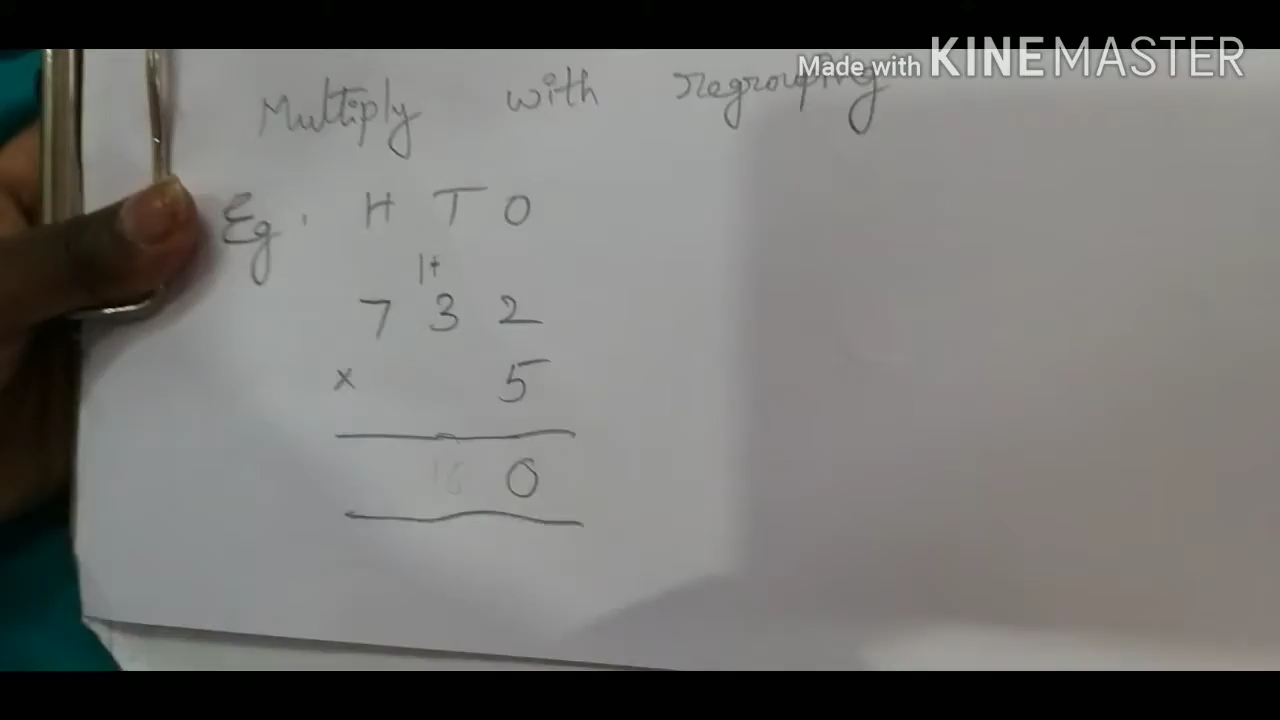 Made with KINEMASTER
Multiply with regrouping
Eg. H T O
1+
7 3 2
x 5
0